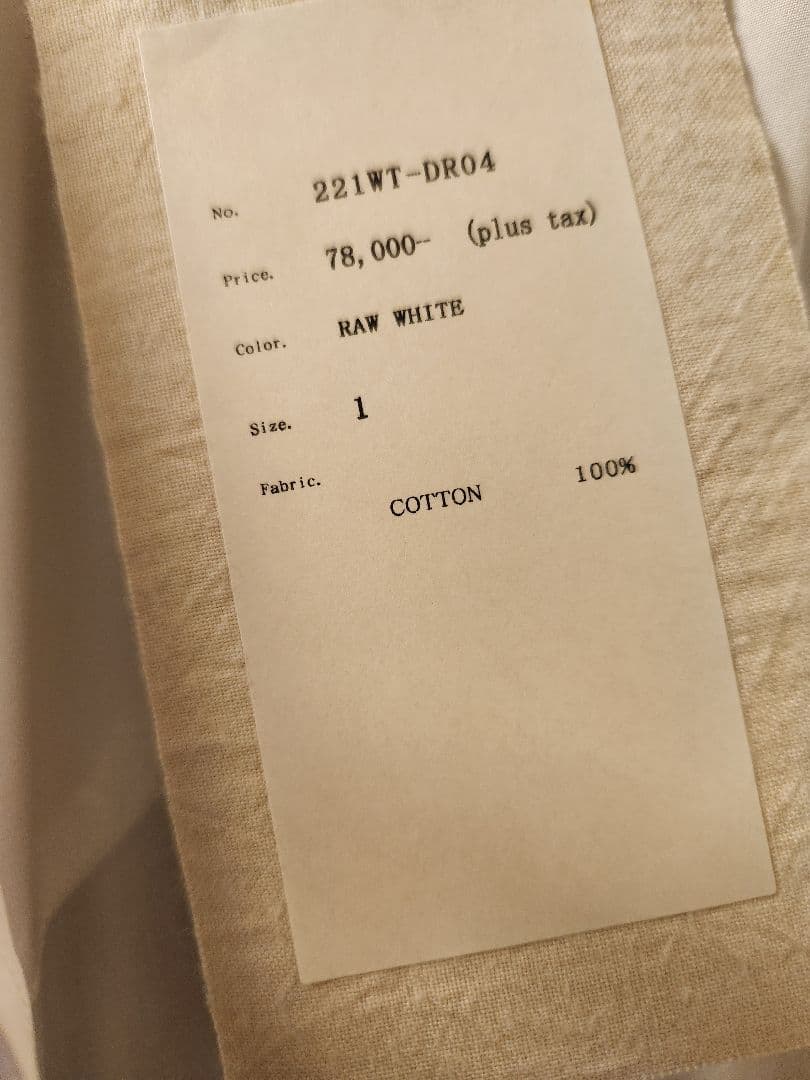 No. 221WT-DR04
Price. 78,000-- (plus tax)
Color. RAW WHITE
Size. 1
Fabric.
COTTON 100%